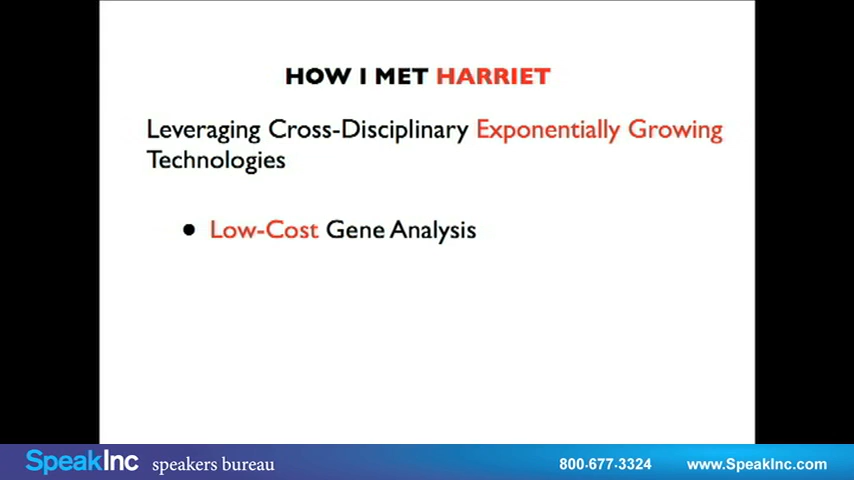 HOW I MET HARRIET
Leveraging Cross-Disciplinary Exponentially Growing
Technologies
● Low-Cost Gene Analysis
SpeakInc speakers bureau 800-677-3324 www.SpeakInc.com